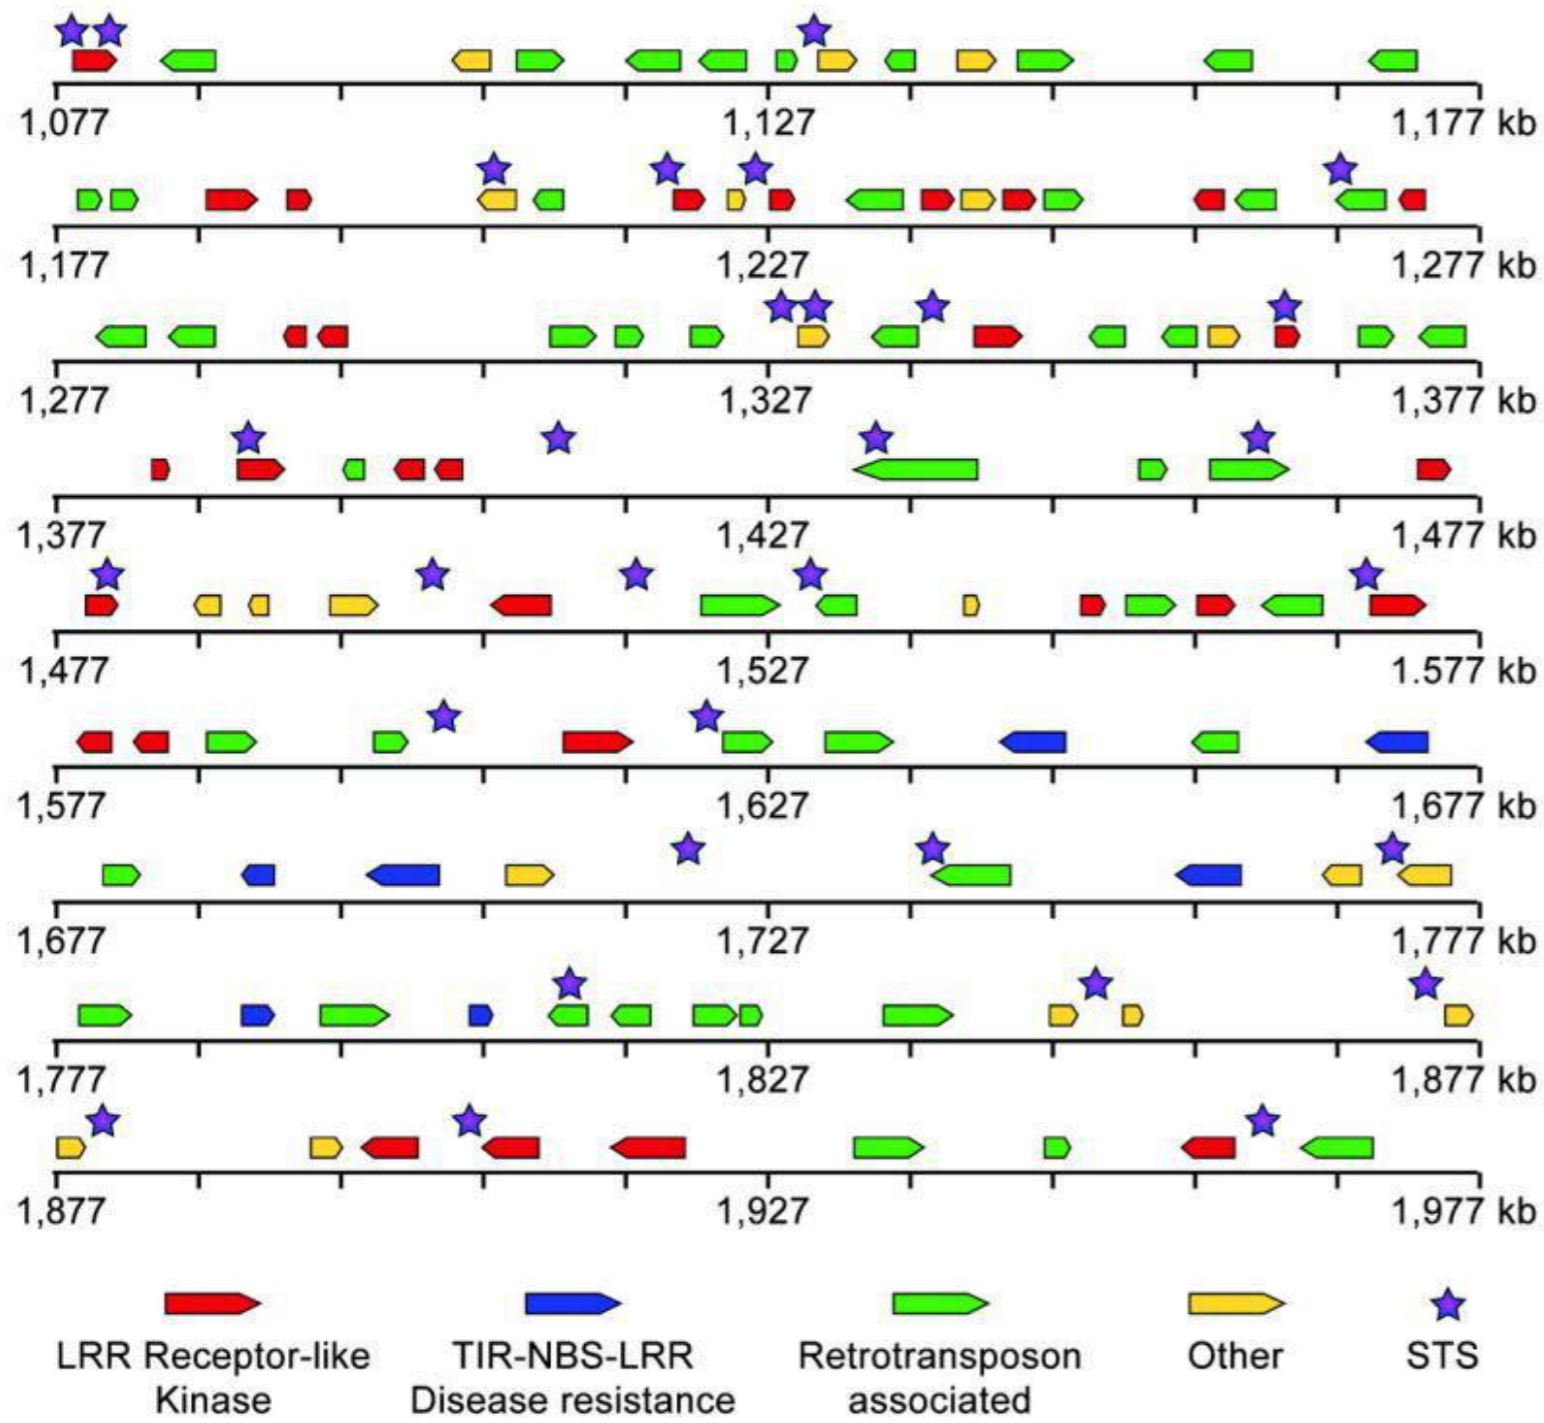 1,077 1,127 1,177 kb
1,177 1,227 1,277 kb
1,277 1,327 1,377 kb
1,377 1,427 1,477 kb
1,477 1,527 1.577 kb
1,577 1,627 1,677 kb
1,677 1,727 1,777 kb
1,777 1,827 1,877 kb
1,877 1,927 1,977 kb
LRR Receptor-like TIR-NBS-LRR Retrotransposon Other STS
Kinase Disease resistance associated